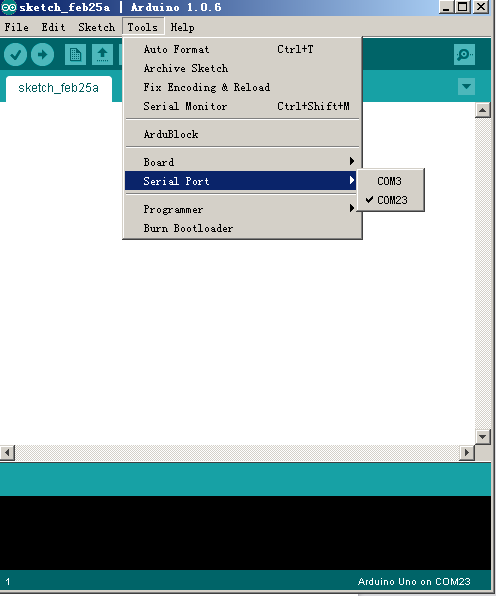 sketch_feb25a | Arduino 1.0.6
File Edit Sketch Tools Help
sketch_feb25a
Auto Format Ctrl+T
Archive Sketch
Fix Encoding & Reload
Serial Monitor Ctrl+Shift+M
ArduBlock
Board
Serial Port
COM3
COM23
Programmer
Burn Bootloader
1 Arduino Uno on COM23